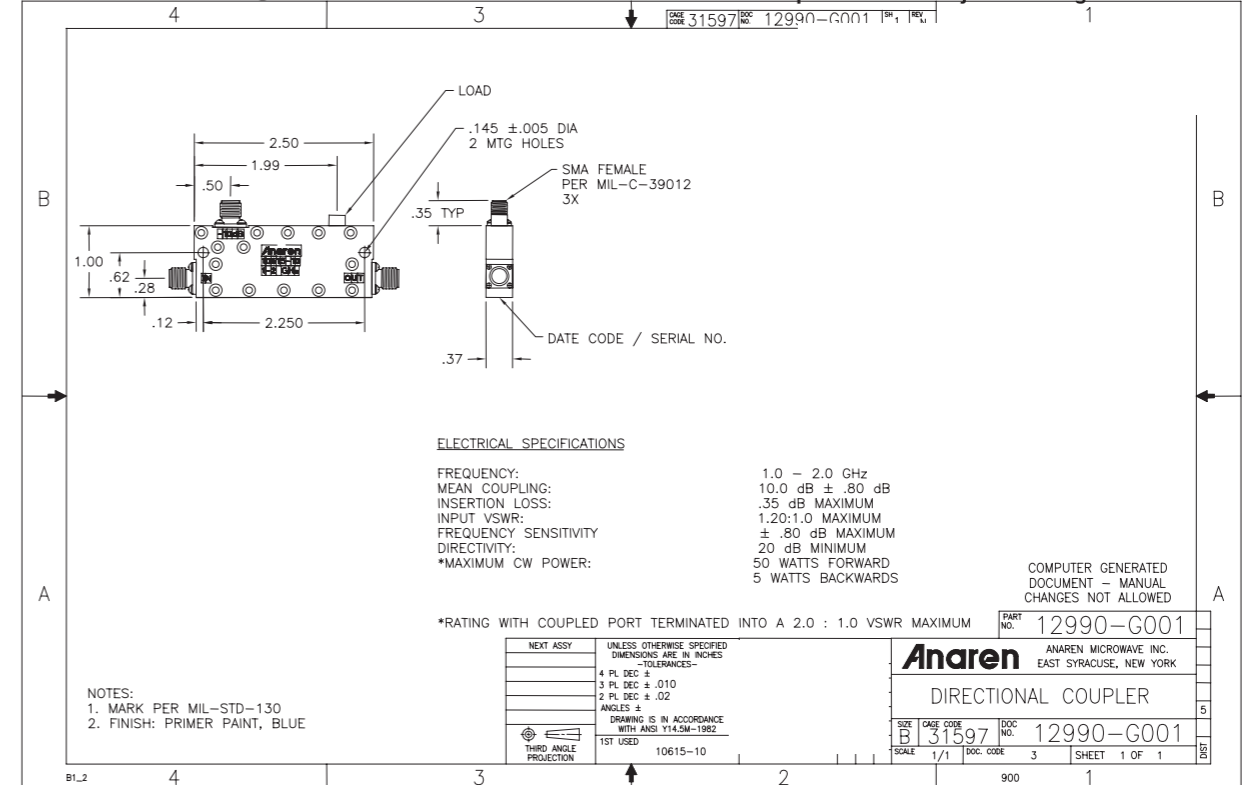 4
3
1
CAGE CODE 31597 DOC NO. 12990-G001 SH 1 REV
LOAD
.145 ±.005 DIA
2 MTG HOLES
2.50
1.99
SMA FEMALE
PER MIL-C-39012
3X
.50
B
B
.35 TYP
Anaren
1-2 GHz
1.00
.62
.28
IN
OUT
.12
2.250
DATE CODE / SERIAL NO.
.37
ELECTRICAL SPECIFICATIONS
FREQUENCY: 1.0 - 2.0 GHz
MEAN COUPLING: 10.0 dB ± .80 dB
INSERTION LOSS: .35 dB MAXIMUM
INPUT VSWR: 1.20:1.0 MAXIMUM
FREQUENCY SENSITIVITY ± .80 dB MAXIMUM
DIRECTIVITY: 20 dB MINIMUM
*MAXIMUM CW POWER: 50 WATTS FORWARD
5 WATTS BACKWARDS
COMPUTER GENERATED
DOCUMENT - MANUAL
CHANGES NOT ALLOWED
A
A
*RATING WITH COUPLED PORT TERMINATED INTO A 2.0 : 1.0 VSWR MAXIMUM
PART NO. 12990-G001
NEXT ASSY
UNLESS OTHERWISE SPECIFIED
DIMENSIONS ARE IN INCHES
-TOLERANCES-
4 PL DEC ±
3 PL DEC ± .010
2 PL DEC ± .02
ANGLES ±
DRAWING IS IN ACCORDANCE
WITH ANSI Y14.5M-1982
1ST USED
10615-10
THIRD ANGLE
PROJECTION
Anaren
ANAREN MICROWAVE INC.
EAST SYRACUSE, NEW YORK
DIRECTIONAL COUPLER
5
SIZE B CAGE CODE 31597 DOC NO. 12990-G001
SCALE 1/1 DOC. CODE 3 SHEET 1 OF 1
DIST
NOTES:
1. MARK PER MIL-STD-130
2. FINISH: PRIMER PAINT, BLUE
B1_2
4
3
2
900
1